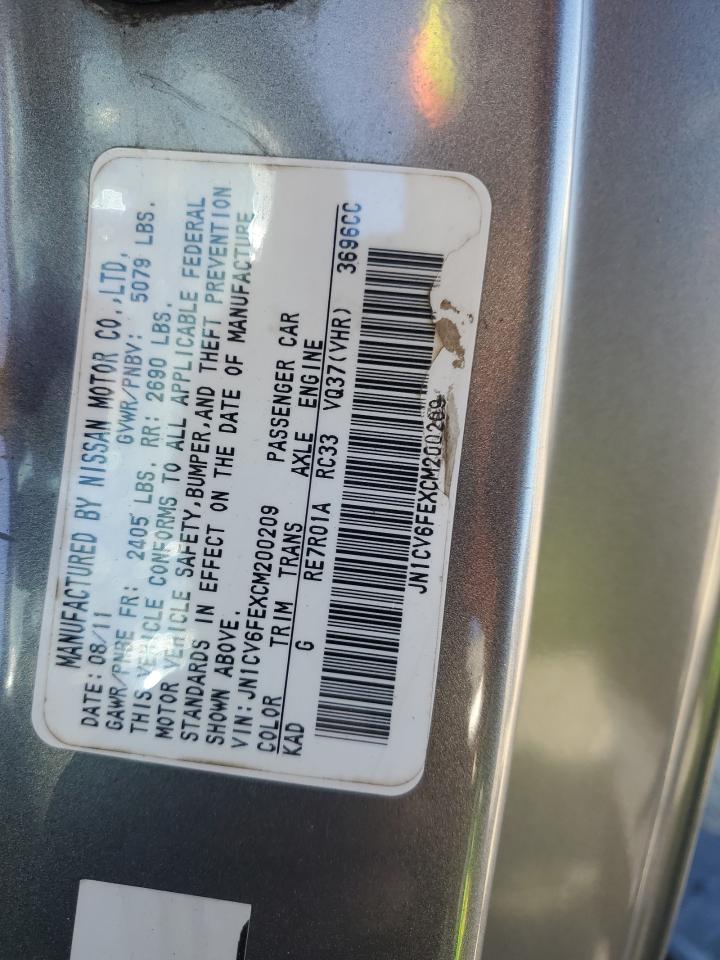 MANUFACTURED BY NISSAN MOTOR CO.,LTD.
DATE: 08/11 GVWR/PNBV: 5079 LBS.
GAWR/PNBE FR: 2405 LBS. RR: 2690 LBS.
THIS VEHICLE CONFORMS TO ALL APPLICABLE FEDERAL
MOTOR VEHICLE SAFETY,BUMPER,AND THEFT PREVENTION
STANDARDS IN EFFECT ON THE DATE OF MANUFACTURE
SHOWN ABOVE.
VIN: JN1CV6FEXCM200209 PASSENGER CAR
COLOR TRIM TRANS AXLE ENGINE
KAD G RE7R01A RC33 VQ37(VHR) 3696CC
JN1CV6FEXCM200209